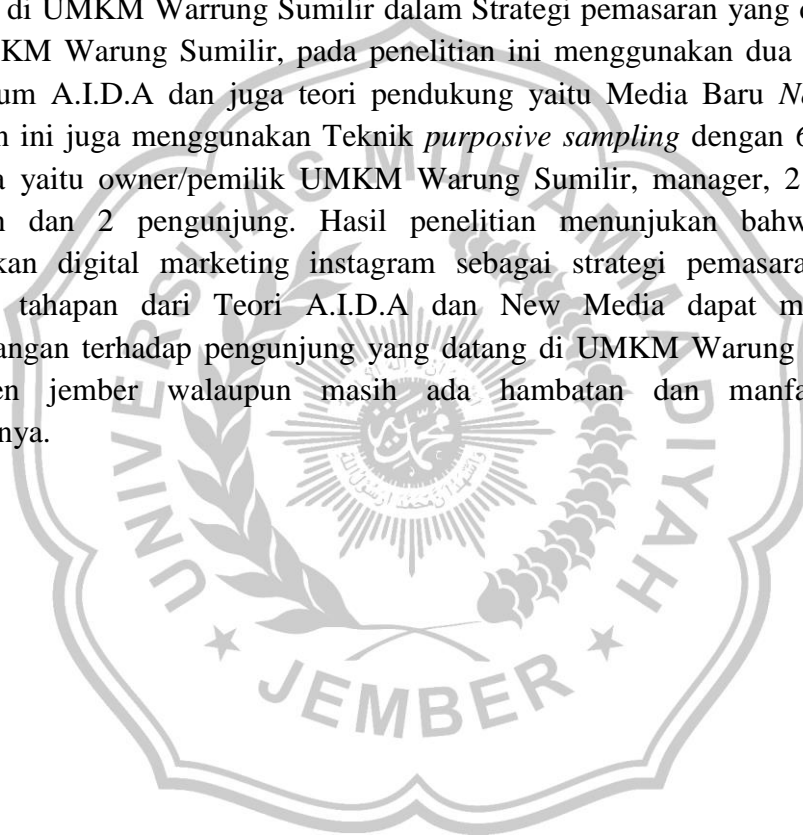 di UMKM Warrung Sumilir dalam Strategi pemasaran yang
KM Warung Sumilir, pada penelitian ini menggunakan dua
um A.I.D.A dan juga teori pendukung yaitu Media Baru
ini juga menggunakan Teknik purposive sampling dengan 6
a yaitu owner/pemilik UMKM Warung Sumilir, manager, 2
dan 2 pengunjung. Hasil penelitian menunjukan bahw
kan digital marketing instagram sebagai strategi pemasara
tahapan dari Teori A.I.D.A dan New Media dapat m
angan terhadap pengunjung yang datang di UMKM Warung
en jember walaupun masih ada hambatan dan manfa
nya.
UNIVERSITAS MUHAMMADIYAH
JEMBER